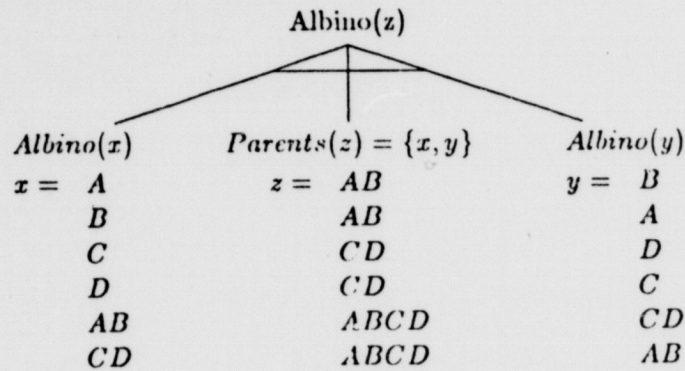 Albino(z)
Albino(x) Parents(z) = {x, y} Albino(y)
x = A z = AB y = B
B AB A
C CD D
D CD C
AB ABCD CD
CD ABCD AB